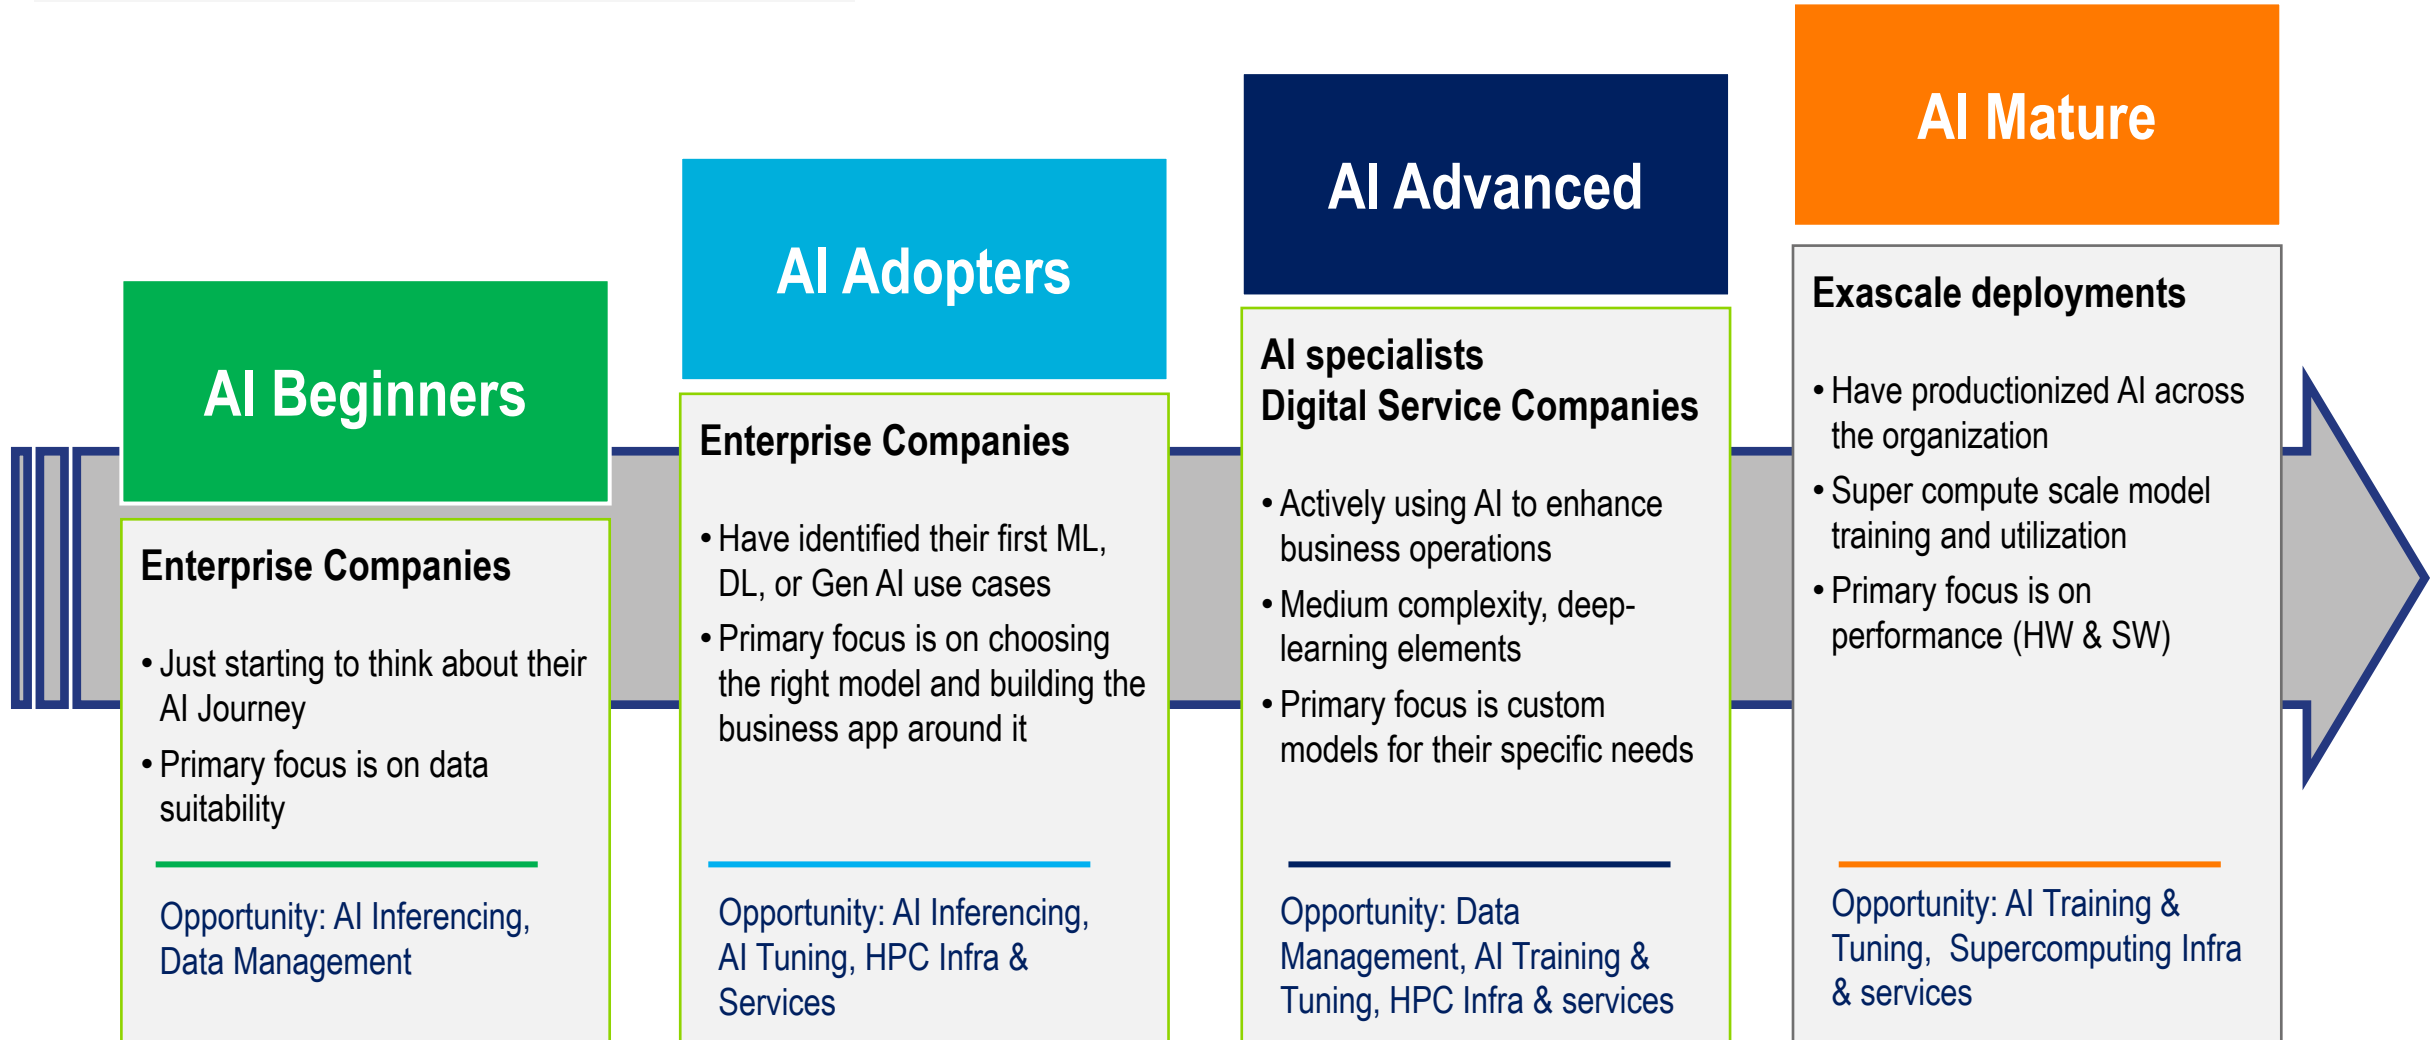 AI Beginners
Enterprise Companies
• Just starting to think about their
AI Journey
• Primary focus is on data
suitability
Opportunity: AI Inferencing,
Data Management
AI Adopters
Enterprise Companies
• Have identified their first ML,
DL, or Gen AI use cases
• Primary focus is on choosing
the right model and building the
business app around it
Opportunity: AI Inferencing,
AI Tuning, HPC Infra &
Services
AI Advanced
AI specialists
Digital Service Companies
• Actively using AI to enhance
business operations
• Medium complexity, deep-
learning elements
• Primary focus is custom
models for their specific needs
Opportunity: Data
Management, AI Training &
Tuning, HPC Infra & services
AI Mature
Exascale deployments
• Have productionized AI across
the organization
• Super compute scale model
training and utilization
• Primary focus is on
performance (HW & SW)
Opportunity: AI Training &
Tuning,  Supercomputing Infra
& services